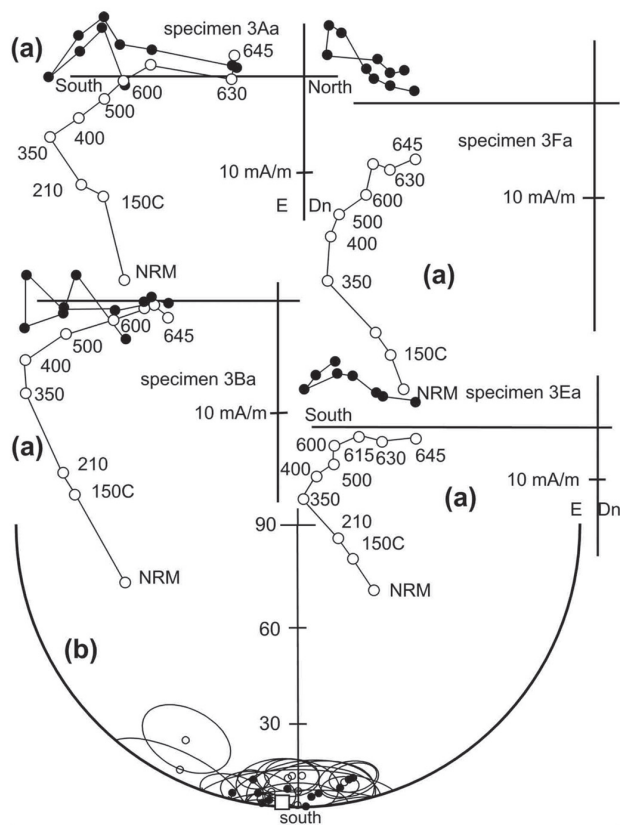 (a)
specimen 3Aa
645
South
600
630
500
400
350
210
150C
10 mA/m
E Dn
NRM
North
specimen 3Fa
645
630
600
500
400
10 mA/m
350
(a)
150C
NRM
600
645
500
400
350
specimen 3Ba
10 mA/m
(a)
210
150C
NRM
specimen 3Ea
South
600
615 630 645
400
500
350
10 mA/m
(a)
E Dn
210
150C
NRM
90
60
(b)
30
south